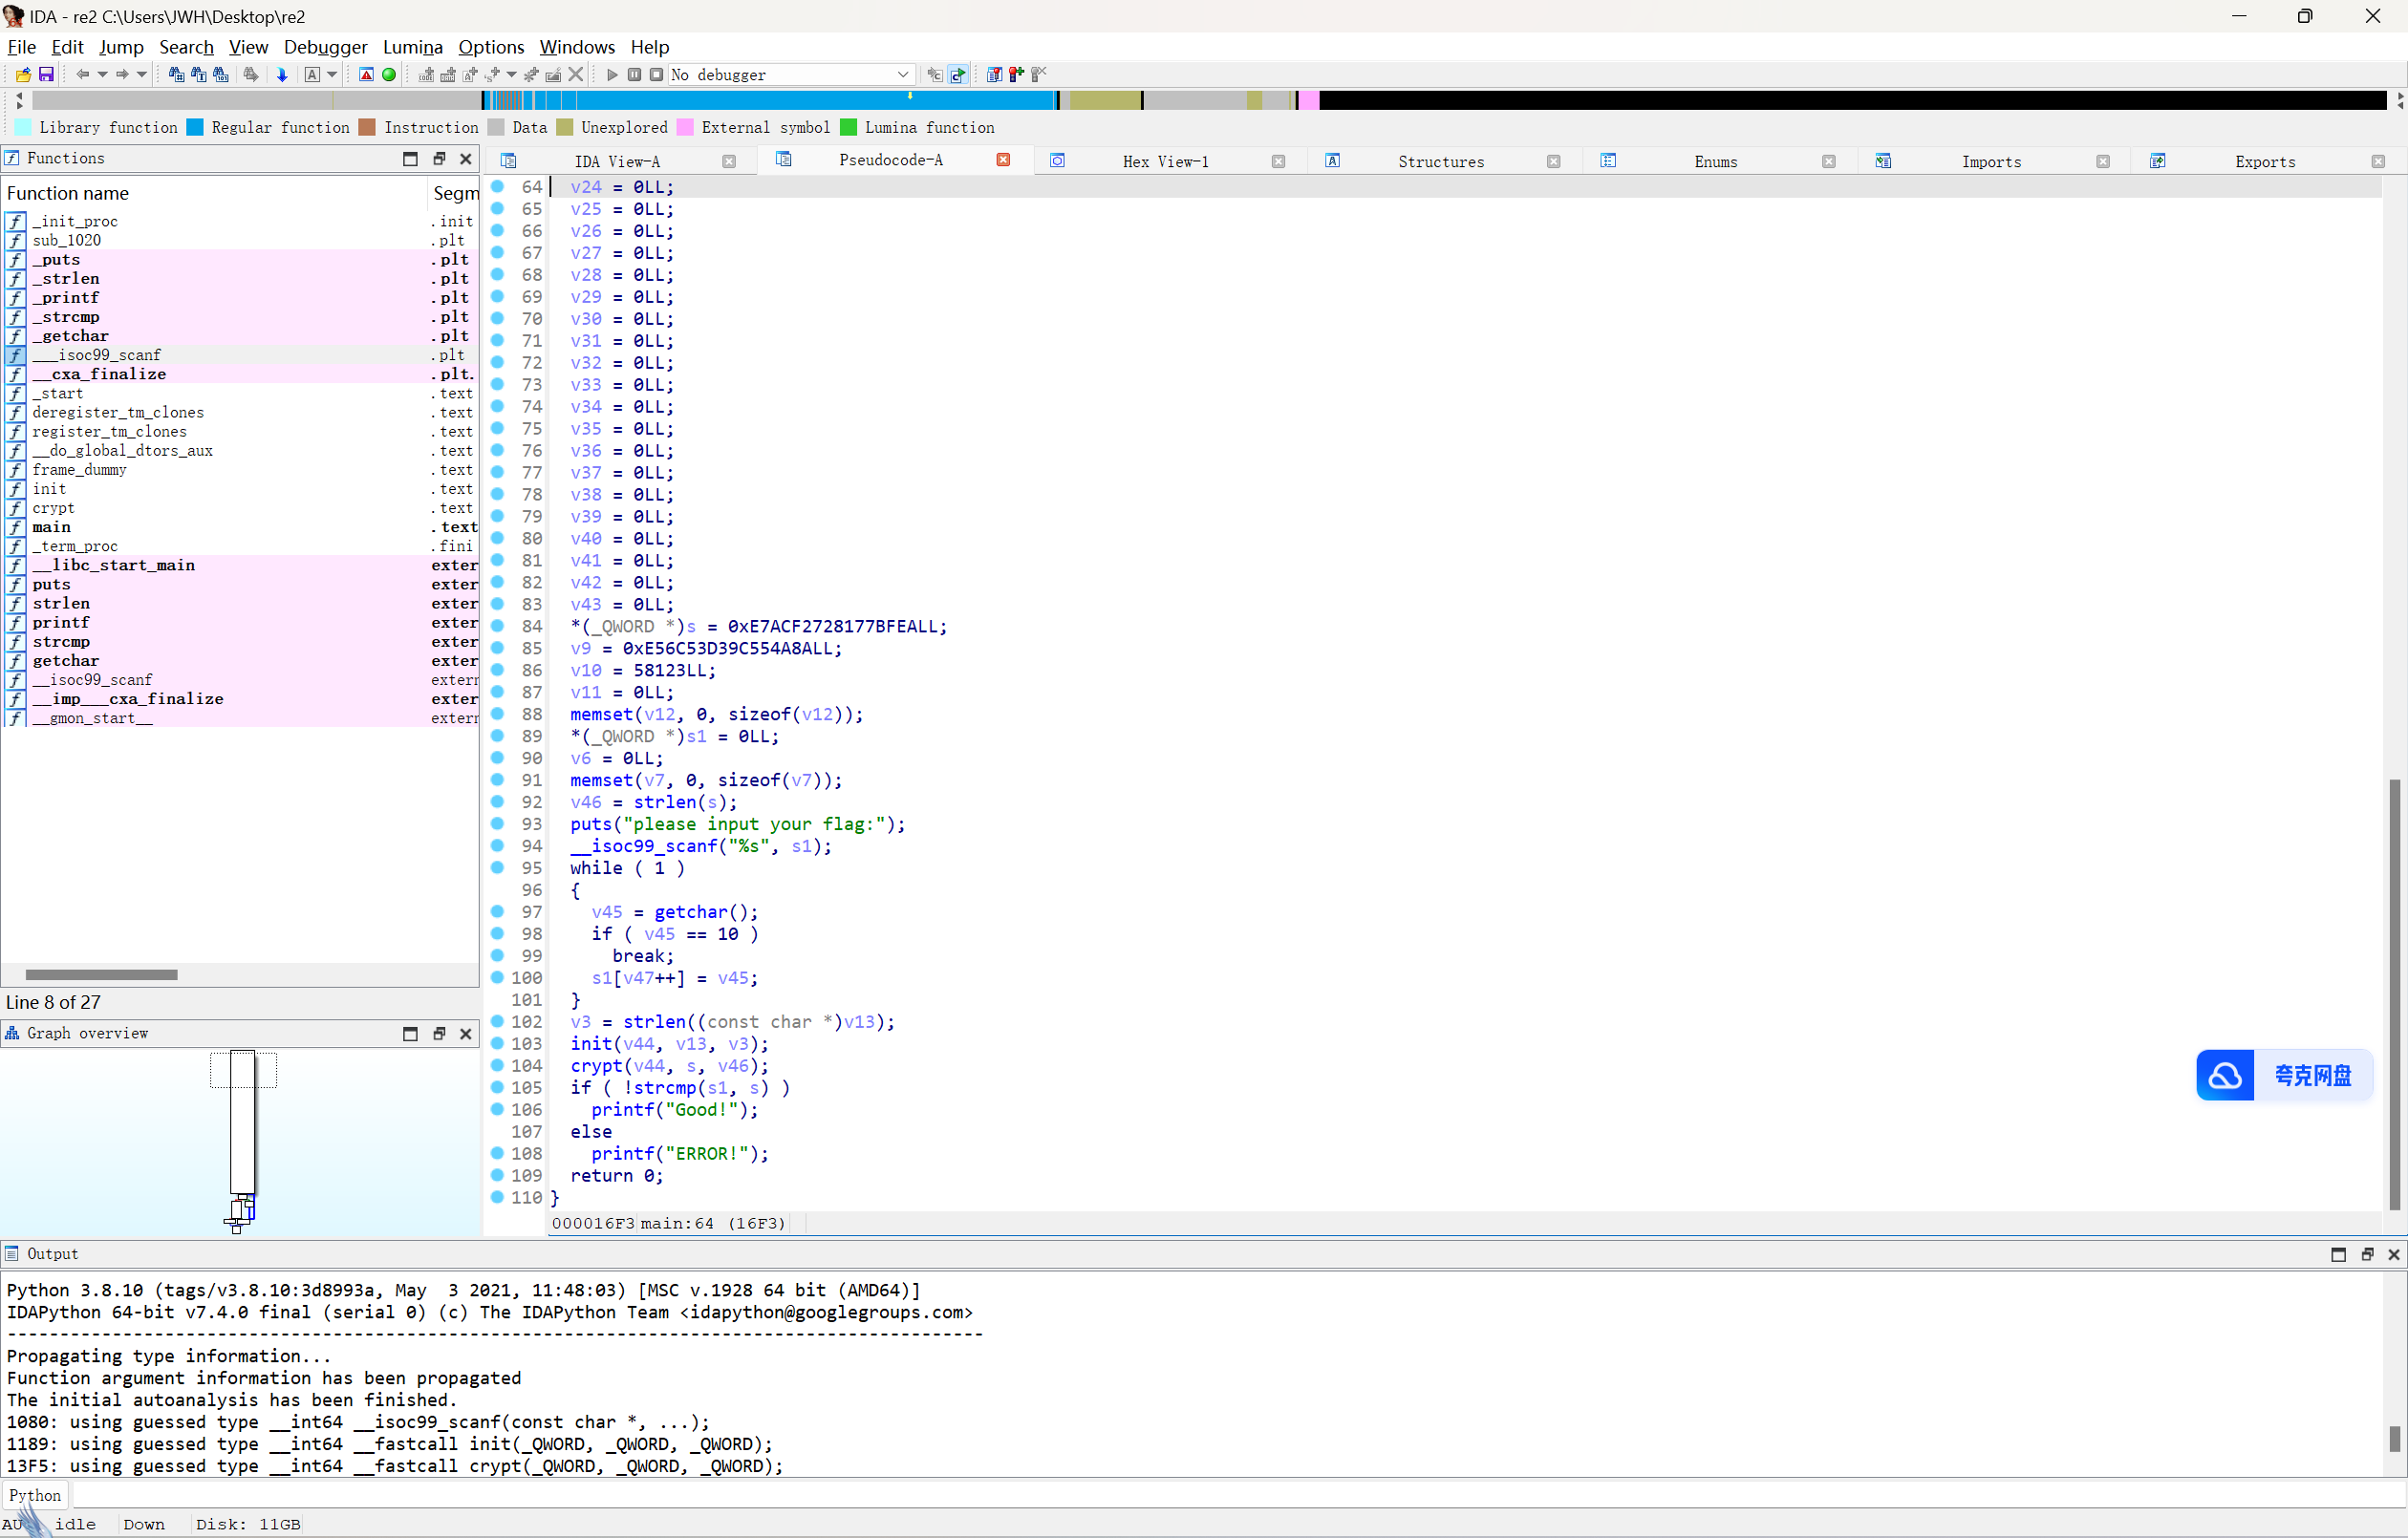 IDA - re2 C:\Users\JWH\Desktop\re2
File Edit Jump Search View Debugger Lumina Options Windows Help
No debugger
Library function Regular function Instruction Data Unexplored External symbol Lumina function
Functions
Function name Segm
_init_proc .init
sub_1020 .plt
_puts .plt
_strlen .plt
_printf .plt
_strcmp .plt
_getchar .plt
___isoc99_scanf .plt
__cxa_finalize .plt.
_start .text
deregister_tm_clones .text
register_tm_clones .text
__do_global_dtors_aux .text
frame_dummy .text
init .text
crypt .text
main .text
_term_proc .fini
__libc_start_main exter
puts exter
strlen exter
printf exter
strcmp exter
getchar exter
__isoc99_scanf extern
__imp___cxa_finalize exter
__gmon_start__ extern
Line 8 of 27
Graph overview
IDA View-A Pseudocode-A Hex View-1 Structures Enums Imports Exports
64 v24 = 0LL;
65 v25 = 0LL;
66 v26 = 0LL;
67 v27 = 0LL;
68 v28 = 0LL;
69 v29 = 0LL;
70 v30 = 0LL;
71 v31 = 0LL;
72 v32 = 0LL;
73 v33 = 0LL;
74 v34 = 0LL;
75 v35 = 0LL;
76 v36 = 0LL;
77 v37 = 0LL;
78 v38 = 0LL;
79 v39 = 0LL;
80 v40 = 0LL;
81 v41 = 0LL;
82 v42 = 0LL;
83 v43 = 0LL;
84 *(_QWORD *)s = 0xE7ACF2728177BFEALL;
85 v9 = 0xE56C53D39C554A8ALL;
86 v10 = 58123LL;
87 v11 = 0LL;
88 memset(v12, 0, sizeof(v12));
89 *(_QWORD *)s1 = 0LL;
90 v6 = 0LL;
91 memset(v7, 0, sizeof(v7));
92 v46 = strlen(s);
93 puts("please input your flag:");
94 __isoc99_scanf("%s", s1);
95 while ( 1 )
96 {
97 v45 = getchar();
98 if ( v45 == 10 )
99 break;
100 s1[v47++] = v45;
101 }
102 v3 = strlen((const char *)v13);
103 init(v44, v13, v3);
104 crypt(v44, s, v46);
105 if ( !strcmp(s1, s) )
106 printf("Good!");
107 else
108 printf("ERROR!");
109 return 0;
110 }
000016F3 main:64 (16F3)
夸克网盘
Output
Python 3.8.10 (tags/v3.8.10:3d8993a, May  3 2021, 11:48:03) [MSC v.1928 64 bit (AMD64)]
IDAPython 64-bit v7.4.0 final (serial 0) (c) The IDAPython Team <idapython@googlegroups.com>
---------------------------------------------------------------------------------------------
Propagating type information...
Function argument information has been propagated
The initial autoanalysis has been finished.
1080: using guessed type __int64 __isoc99_scanf(const char *, ...);
1189: using guessed type __int64 __fastcall init(_QWORD, _QWORD, _QWORD);
13F5: using guessed type __int64 __fastcall crypt(_QWORD, _QWORD, _QWORD);
Python
AU idle Down Disk: 11GB